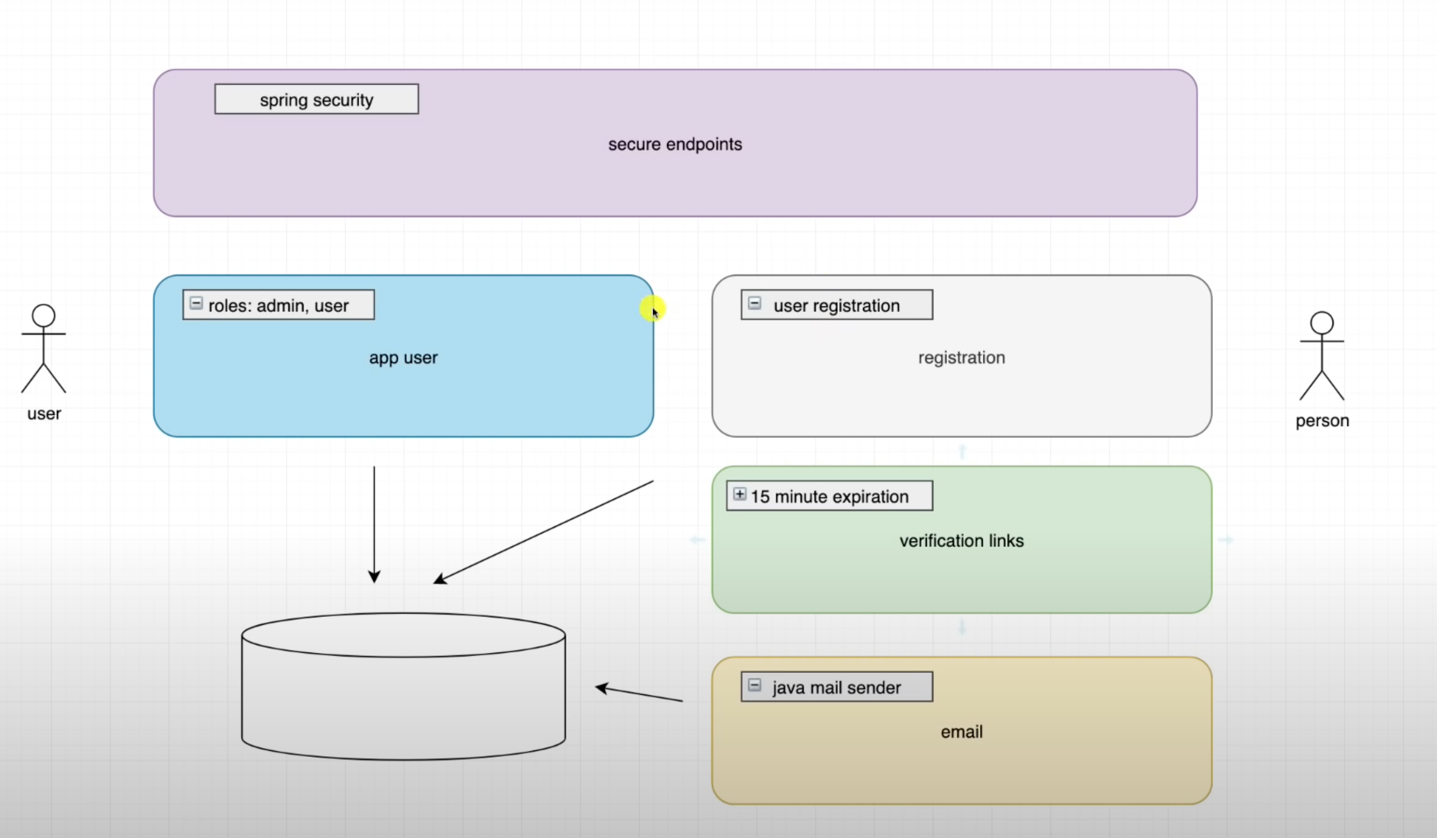 spring security
secure endpoints
roles: admin, user
app user
user registration
registration
user
person
15 minute expiration
verification links
java mail sender
email